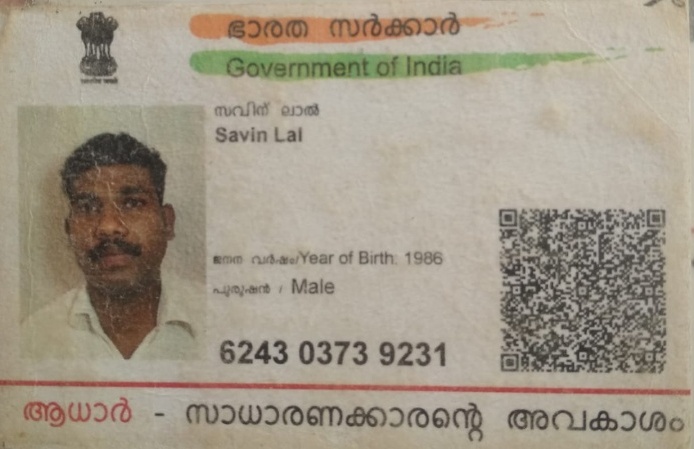 ഭാരത സർക്കാർ
Government of India
സവിന് ലാൽ
Savin Lal
ജനന വർഷം/Year of Birth: 1986
പുരുഷൻ / Male
6243 0373 9231
ആധാർ - സാധാരണക്കാരന്റെ അവകാശം